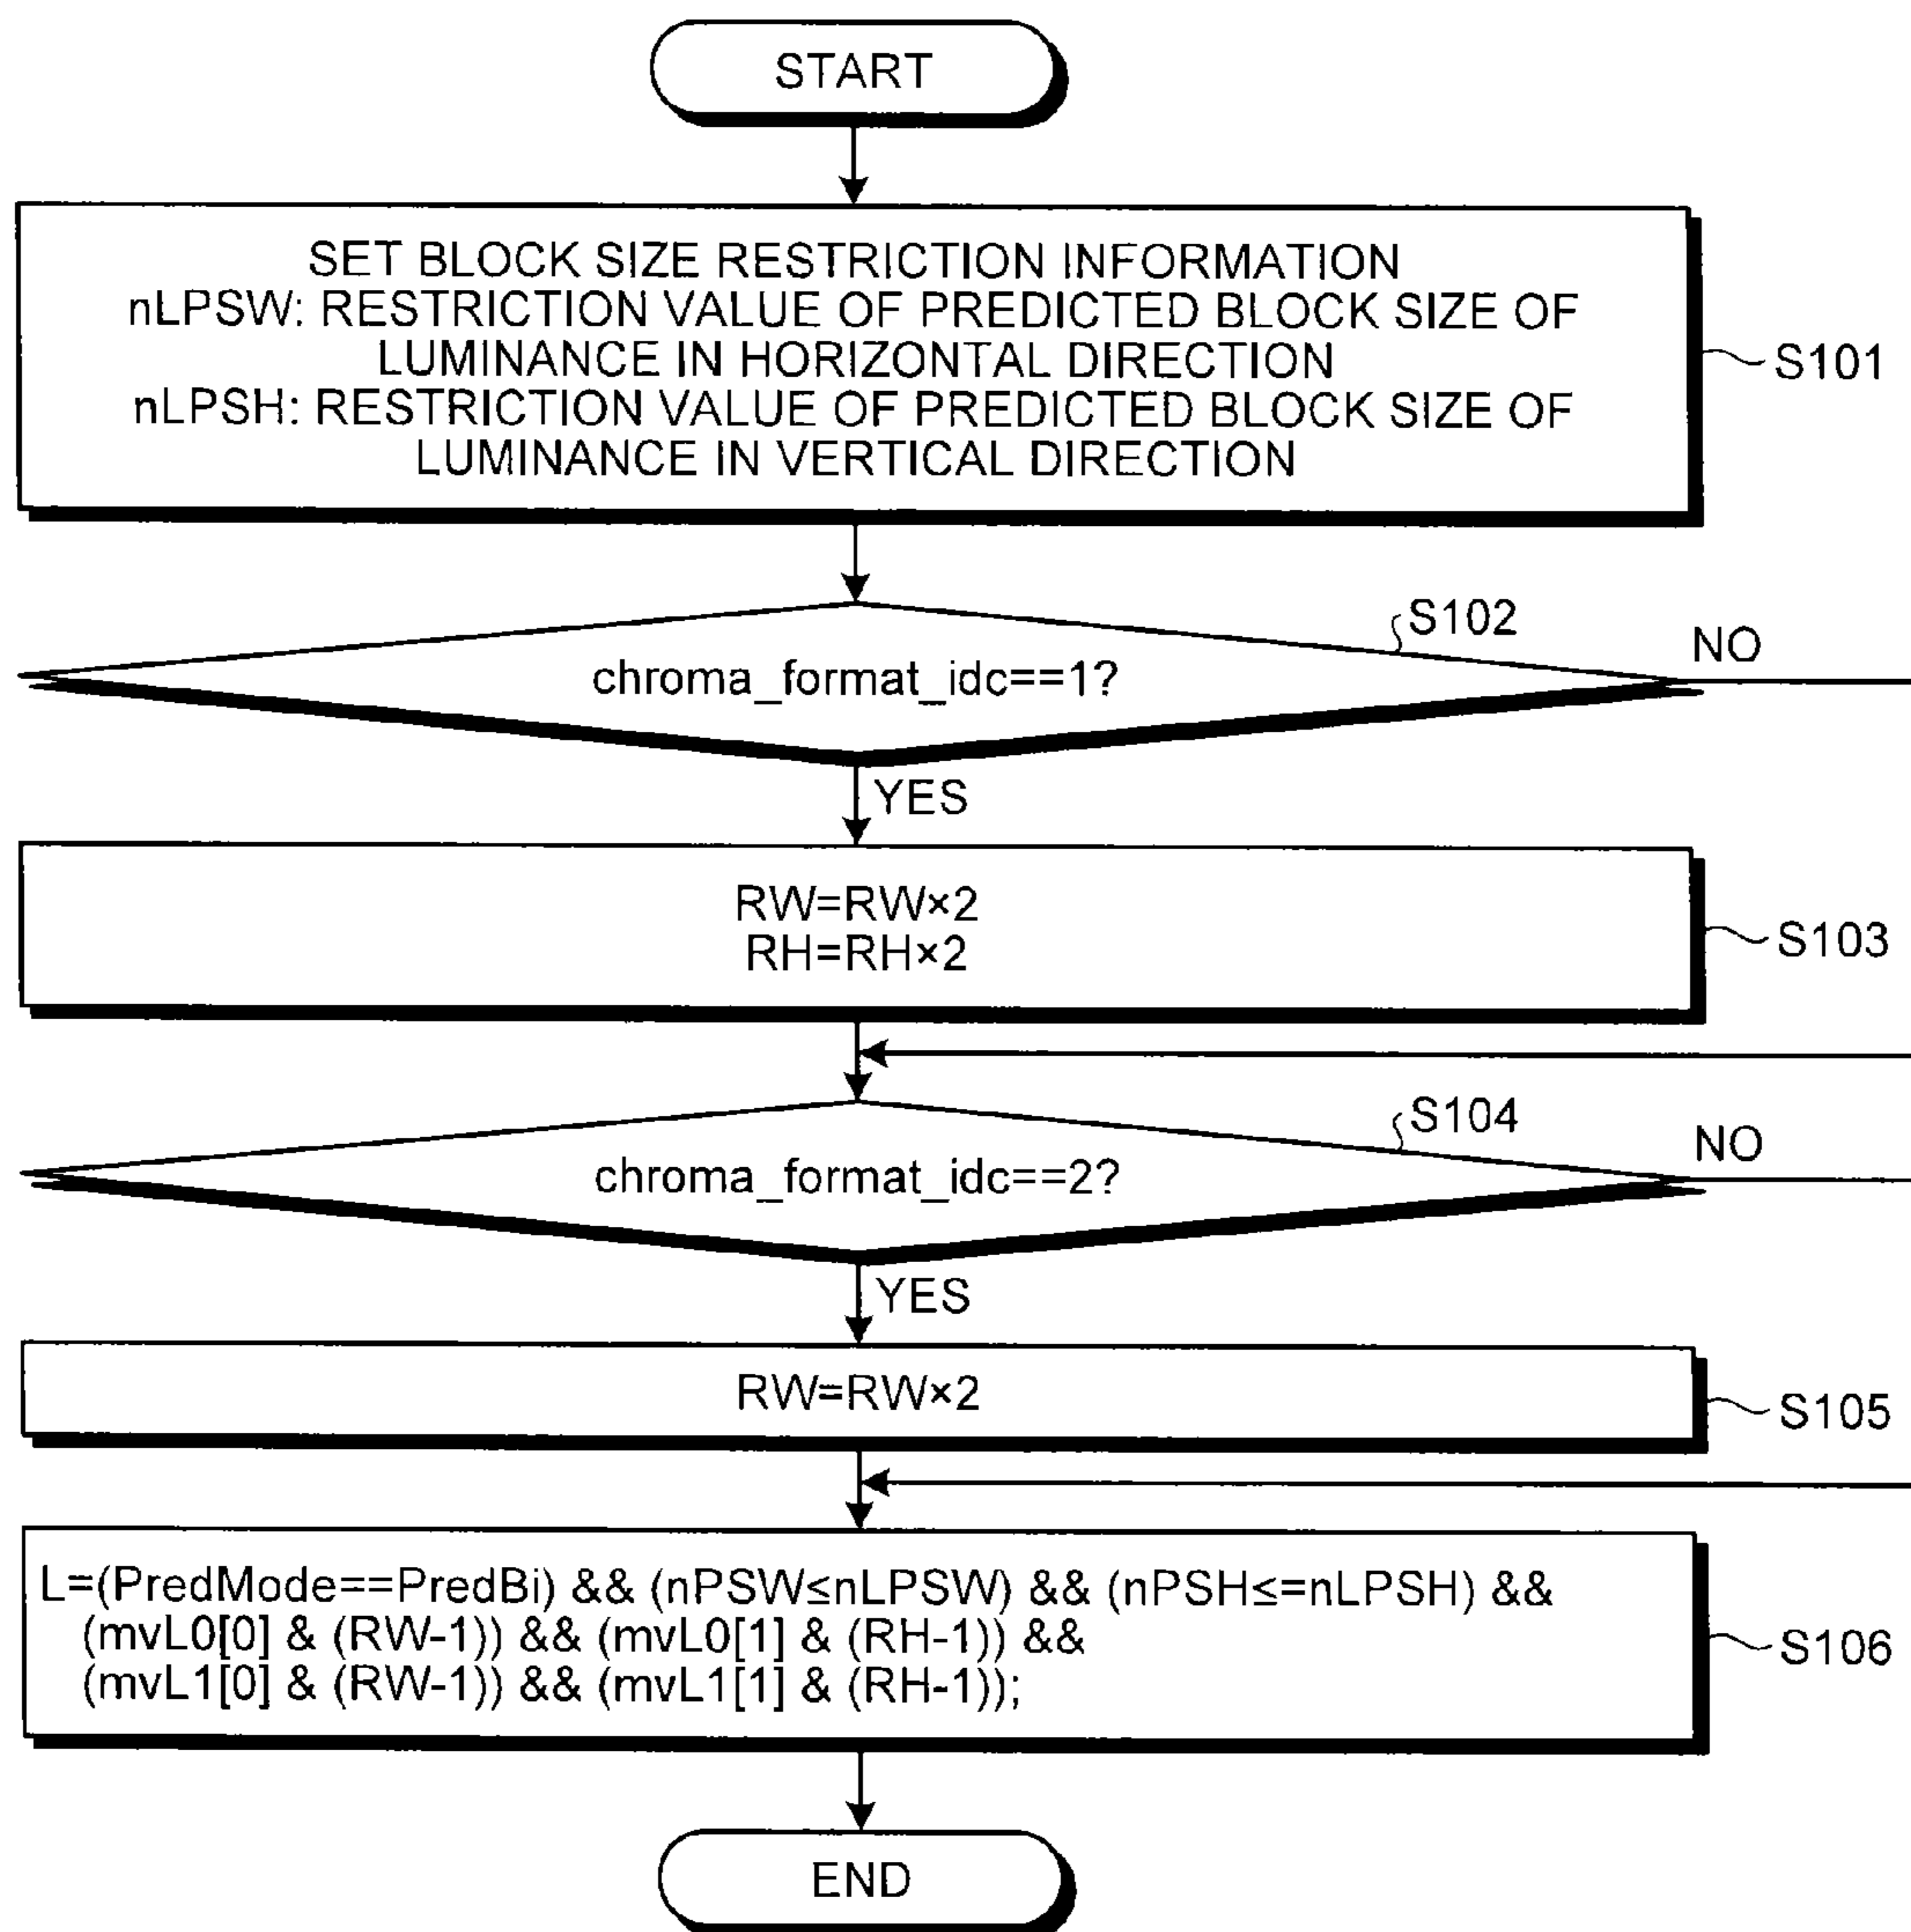 START
SET BLOCK SIZE RESTRICTION INFORMATION
nLPSW: RESTRICTION VALUE OF PREDICTED BLOCK SIZE OF
LUMINANCE IN HORIZONTAL DIRECTION
nLPSH: RESTRICTION VALUE OF PREDICTED BLOCK SIZE OF
LUMINANCE IN VERTICAL DIRECTION
S101
S102
NO
chroma_format_idc==1?
YES
RW=RW×2
RH=RH×2
S103
S104
NO
chroma_format_idc==2?
YES
RW=RW×2
S105
L=(PredMode==PredBi) && (nPSW≤nLPSW) && (nPSH≤=nLPSH) &&
(mvL0[0] & (RW-1)) && (mvL0[1] & (RH-1)) &&
(mvL1[0] & (RW-1)) && (mvL1[1] & (RH-1));
S106
END